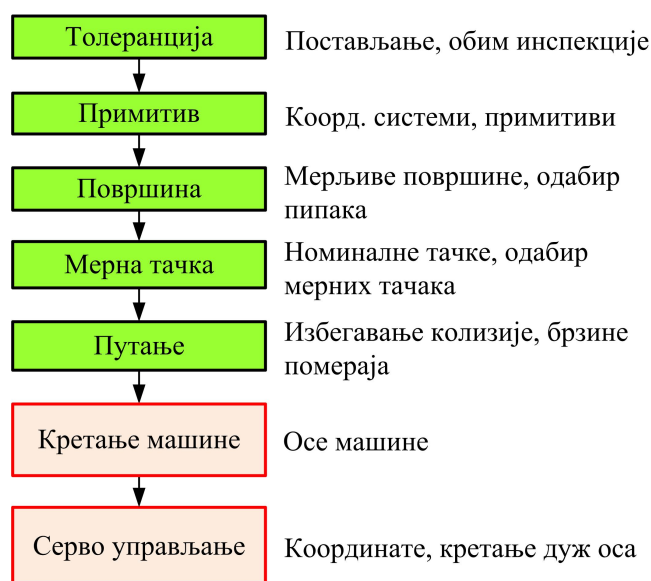 Толеранција
Постављање, обим инспекције
Примитив
Коорд. системи, примитиви
Површина
Мерљиве површине, одабир
пипака
Мерна тачка
Номиналне тачке, одабир
мерних тачака
Путање
Избегавање колизије, брзине
помераја
Кретање машине
Осе машине
Серво управљање
Координате, кретање дуж оса